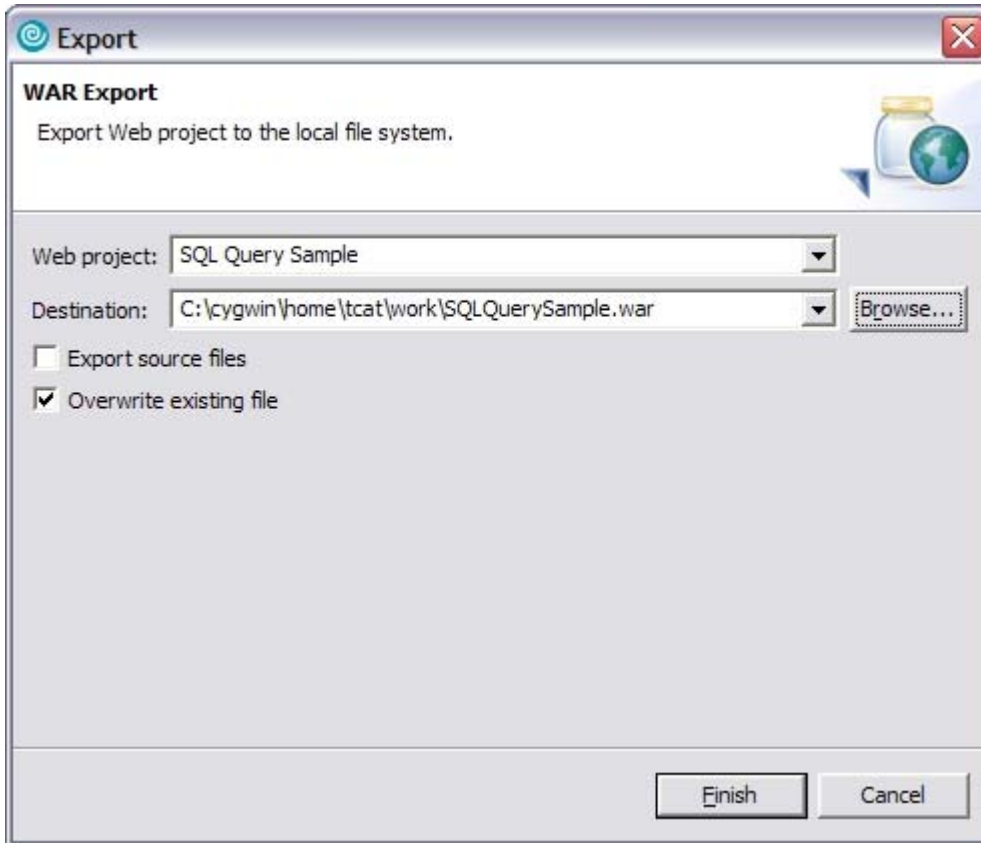 Export
WAR Export
Export Web project to the local file system.
Web project: SQL Query Sample
Destination: C:\cygwin\home\tcat\work\SQLQuerySample.war Browse...
Export source files
Overwrite existing file
Finish Cancel